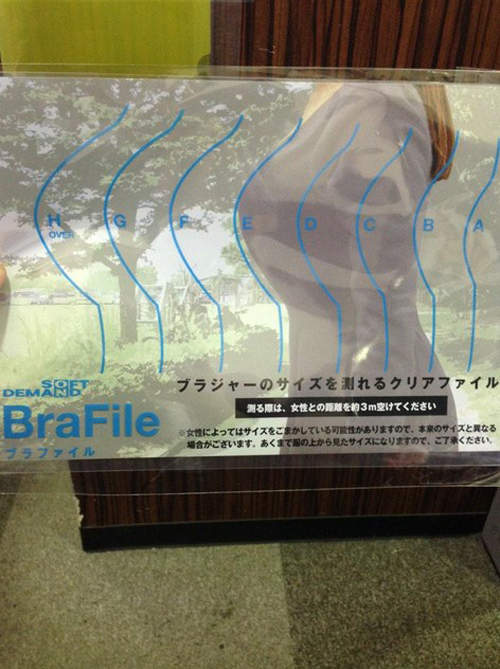 H G F E D C B A
OVER
ブラジャーのサイズを測れるクリアファイル
測る際は、女性との距離を約3m空けてください
※女性によってはサイズをごまかしている可能性がありますので、本来のサイズと異なる
場合がございます。あくまで服の上から見たサイズになりますので、ご了承ください。
SOFT
DEMAND
BraFile
ブラファイル